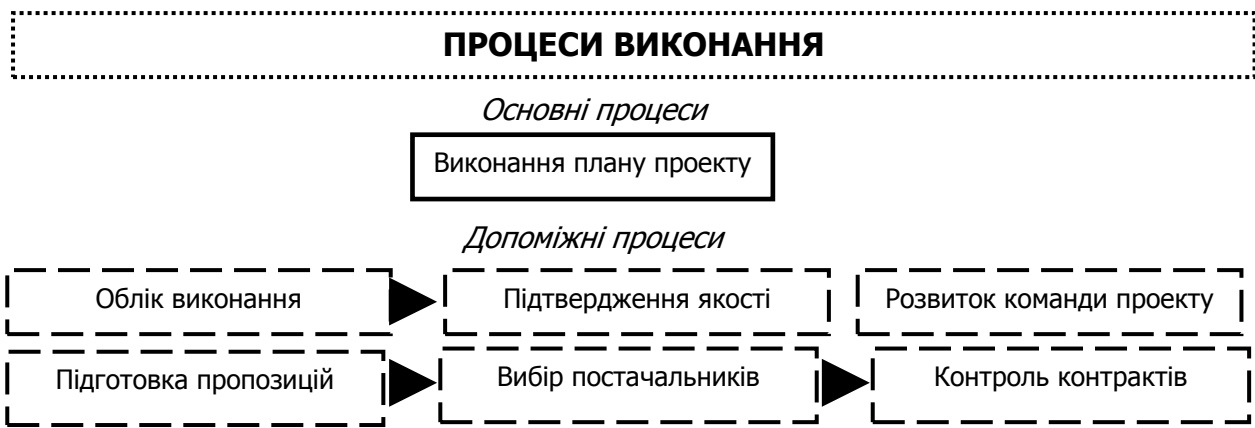 ПРОЦЕСИ ВИКОНАННЯ
Основні процеси
Виконання плану проекту
Допоміжні процеси
Облік виконання
Підтвердження якості
Розвиток команди проекту
Підготовка пропозицій
Вибір постачальників
Контроль контрактів